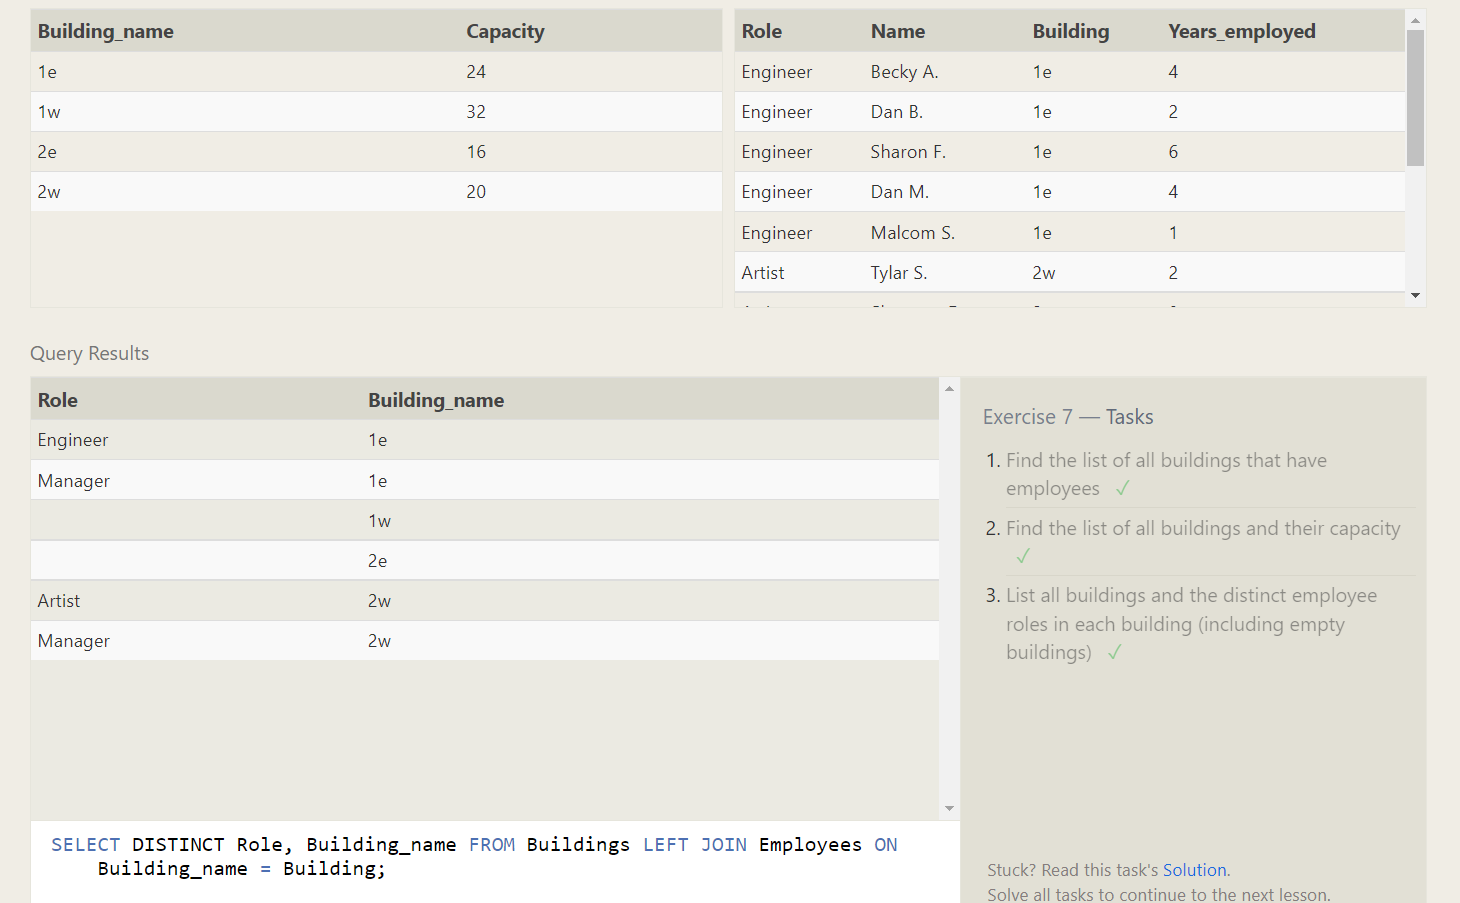 Building_name Capacity
1e 24
1w 32
2e 16
2w 20
Role Name Building Years_employed
Engineer Becky A. 1e 4
Engineer Dan B. 1e 2
Engineer Sharon F. 1e 6
Engineer Dan M. 1e 4
Engineer Malcom S. 1e 1
Artist Tylar S. 2w 2
Query Results
Role Building_name
Engineer 1e
Manager 1e
1w
2e
Artist 2w
Manager 2w
Exercise 7 — Tasks
1. Find the list of all buildings that have
employees ✓
2. Find the list of all buildings and their capacity
✓
3. List all buildings and the distinct employee
roles in each building (including empty
buildings) ✓
SELECT DISTINCT Role, Building_name FROM Buildings LEFT JOIN Employees ON
Building_name = Building;
Stuck? Read this task's Solution.
Solve all tasks to continue to the next lesson.